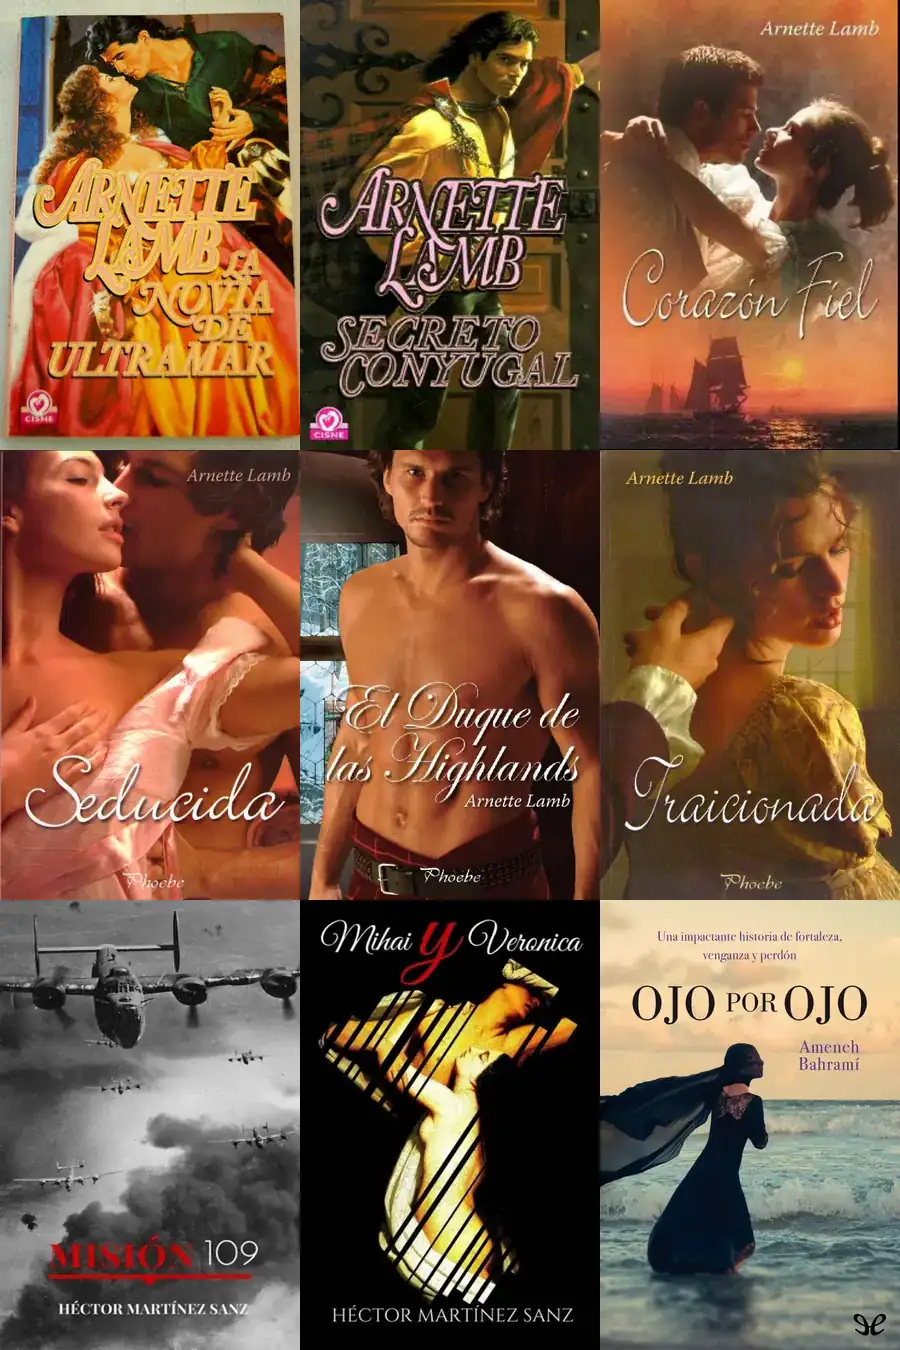 ARNETTE
LAMB
LA
NOVIA
DE
ULTRAMAR
CISNE
ARNETTE
LAMB
SECRETO
CONYUGAL
CISNE
Arnette Lamb
Corazón Fiel
Arnette Lamb
Seducida
Phoebe
El Duque de
las Highlands
Arnette Lamb
Phoebe
Arnette Lamb
Traicionada
Phoebe
MISIÓN 109
HÉCTOR MARTÍNEZ SANZ
Mihai y Veronica
HÉCTOR MARTÍNEZ SANZ
Una impactante historia de fortaleza,
venganza y perdón
OJO POR OJO
Ameneh
Bahramí